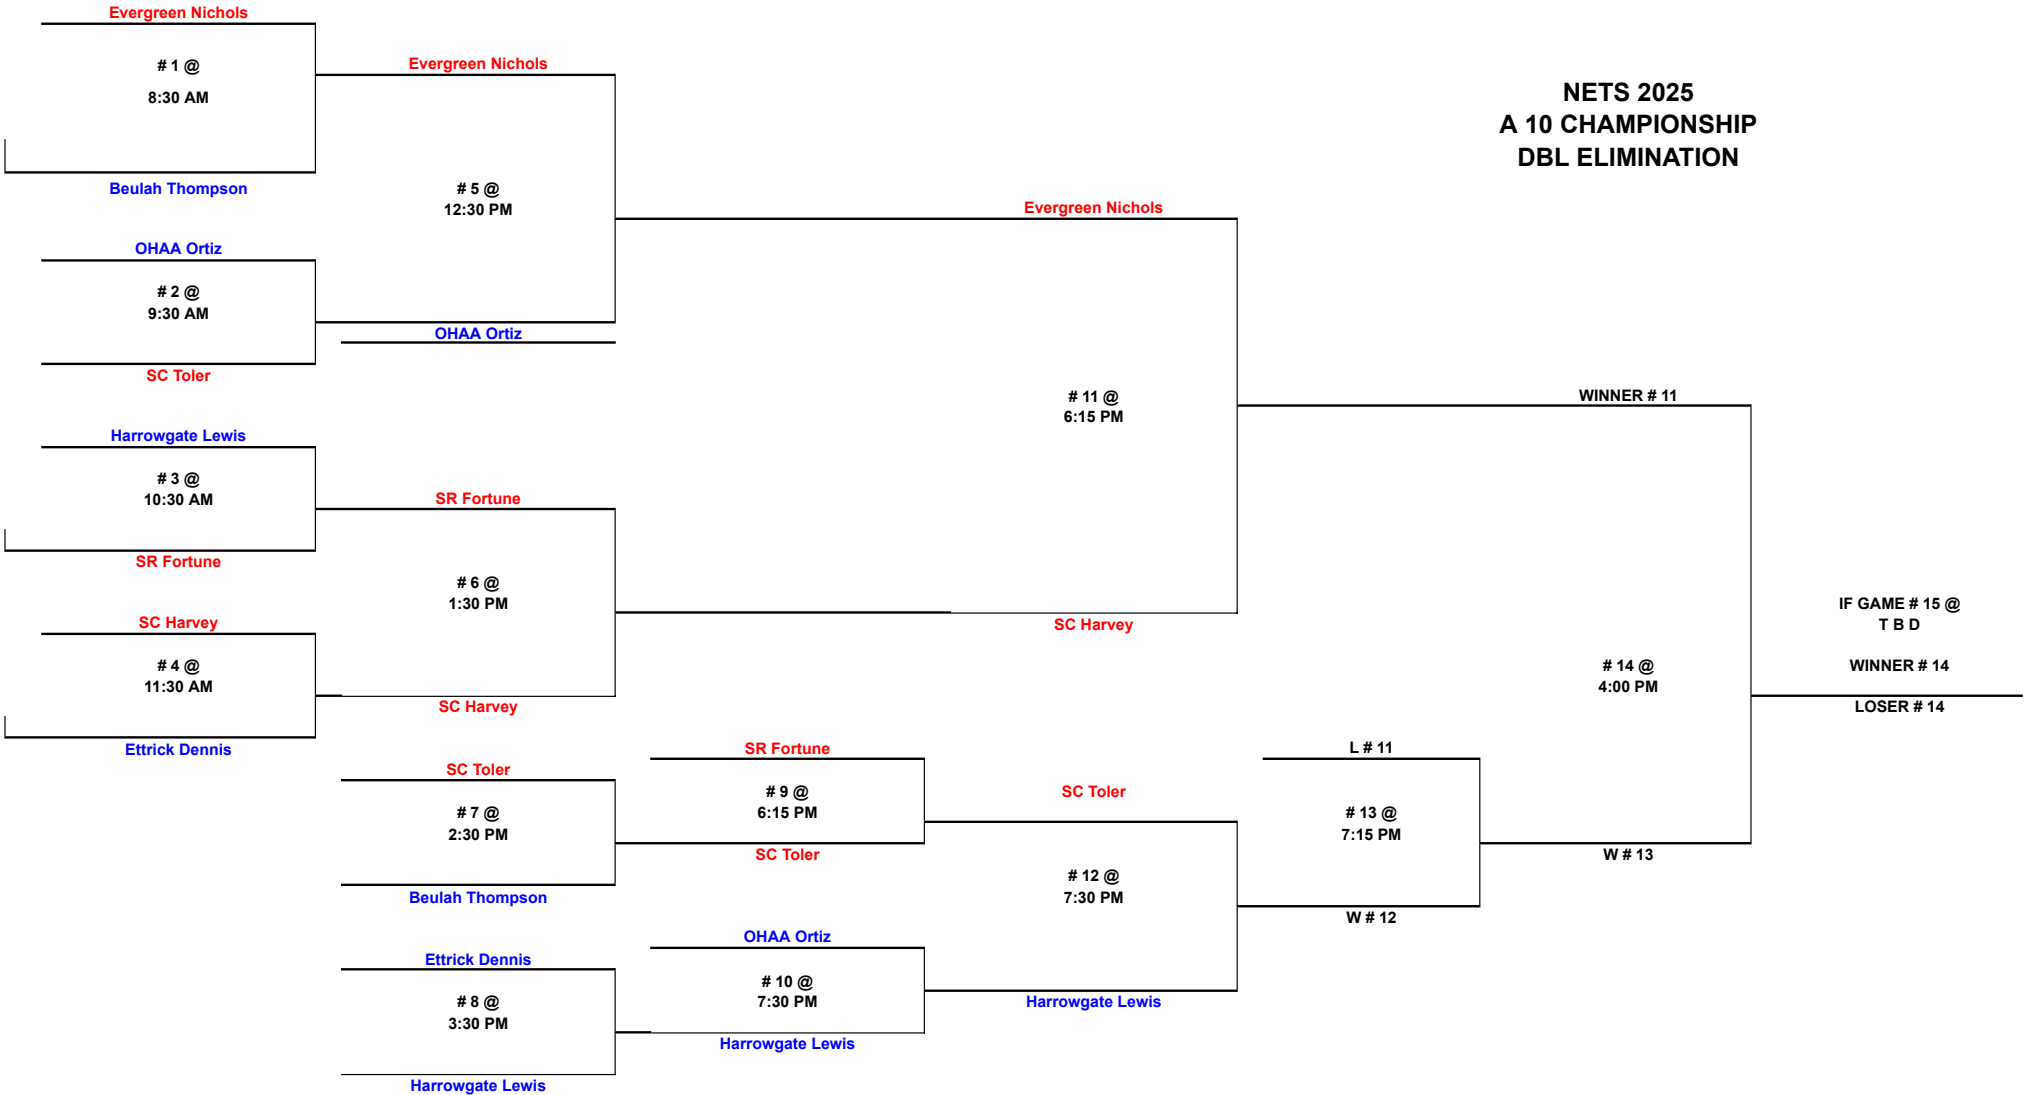 Evergreen Nichols
# 1 @
8:30 AM
Beulah Thompson
OHAA Ortiz
# 2 @
9:30 AM
SC Toler
Harrowgate Lewis
# 3 @
10:30 AM
SR Fortune
SC Harvey
# 4 @
11:30 AM
Ettrick Dennis
Evergreen Nichols
# 5 @
12:30 PM
OHAA Ortiz
SR Fortune
# 6 @
1:30 PM
SC Harvey
SC Toler
# 7 @
2:30 PM
Beulah Thompson
Ettrick Dennis
# 8 @
3:30 PM
Harrowgate Lewis
SR Fortune
# 9 @
6:15 PM
SC Toler
OHAA Ortiz
# 10 @
7:30 PM
Harrowgate Lewis
Evergreen Nichols
# 11 @
6:15 PM
SC Harvey
SC Toler
# 12 @
7:30 PM
Harrowgate Lewis
L # 11
# 13 @
7:15 PM
W # 12
NETS 2025
A 10 CHAMPIONSHIP
DBL ELIMINATION
WINNER # 11
# 14 @
4:00 PM
W # 13
IF GAME # 15 @
T B D
WINNER # 14
LOSER # 14